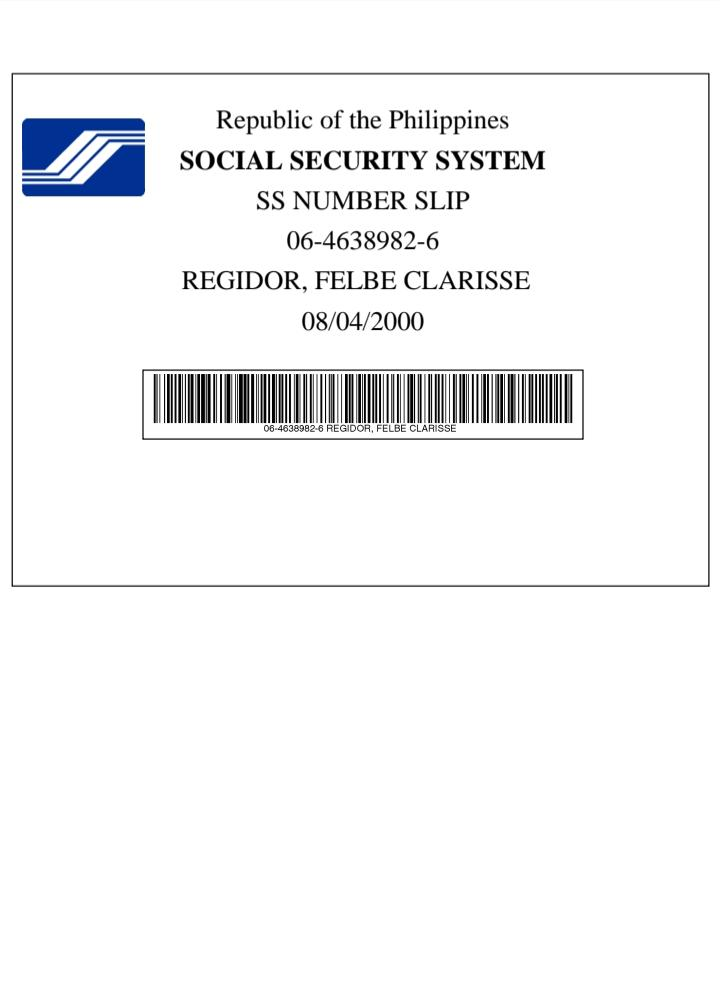 Republic of the Philippines
SOCIAL SECURITY SYSTEM
SS NUMBER SLIP
06-4638982-6
REGIDOR, FELBE CLARISSE
08/04/2000
06-4638982-6 REGIDOR, FELBE CLARISSE